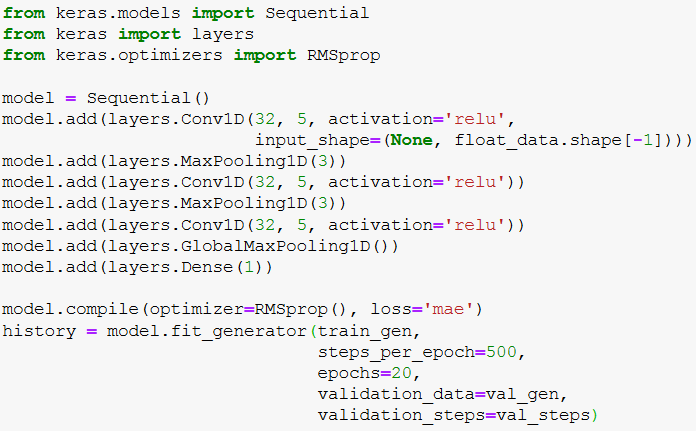 from keras.models import Sequential
from keras import layers
from keras.optimizers import RMSprop

model = Sequential()
model.add(layers.Conv1D(32, 5, activation='relu',
                        input_shape=(None, float_data.shape[-1])))
model.add(layers.MaxPooling1D(3))
model.add(layers.Conv1D(32, 5, activation='relu'))
model.add(layers.MaxPooling1D(3))
model.add(layers.Conv1D(32, 5, activation='relu'))
model.add(layers.GlobalMaxPooling1D())
model.add(layers.Dense(1))

model.compile(optimizer=RMSprop(), loss='mae')
history = model.fit_generator(train_gen,
                              steps_per_epoch=500,
                              epochs=20,
                              validation_data=val_gen,
                              validation_steps=val_steps)